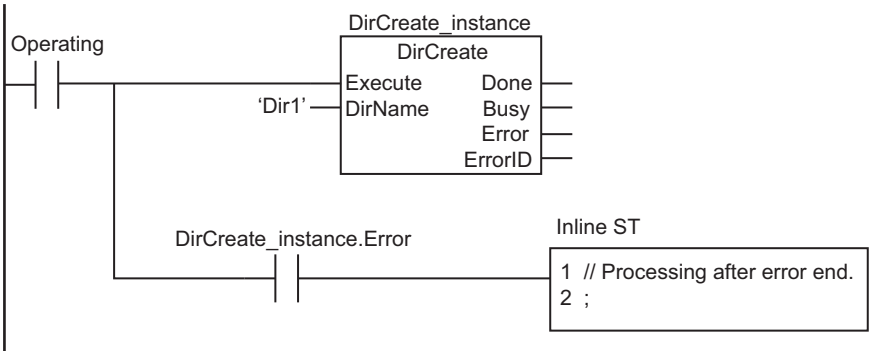 DirCreate_instance
Operating
DirCreate
Execute Done
‘Dir1’ DirName Busy
Error
ErrorID
Inline ST
DirCreate_instance.Error
1 // Processing after error end.
2 ;